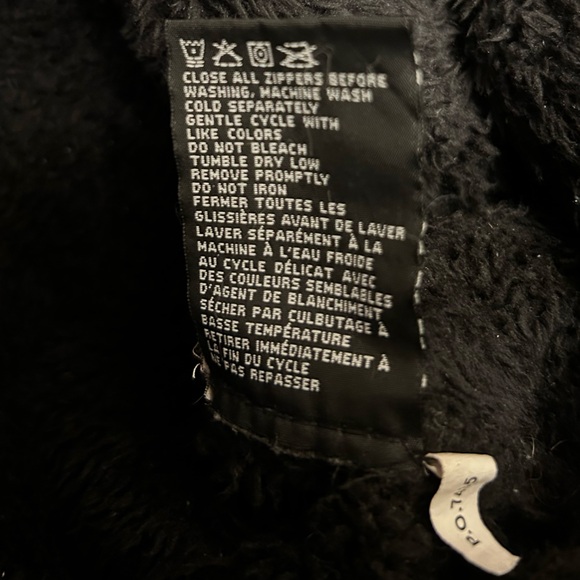 CLOSE ALL ZIPPERS BEFORE
WASHING, MACHINE WASH
COLD SEPARATELY
GENTLE CYCLE WITH
LIKE COLORS
DO NOT BLEACH
TUMBLE DRY LOW
REMOVE PROMPTLY
DO NOT IRON
FERMER TOUTES LES
GLISSIÈRES AVANT DE LAVER
LAVER SÉPARÉMENT À LA
MACHINE À L'EAU FROIDE
AU CYCLE DÉLICAT AVEC
DES COULEURS SEMBLABLES
D'AGENT DE BLANCHIMENT
SÉCHER PAR CULBUTAGE À
BASSE TEMPÉRATURE
RETIRER IMMÉDIATEMENT À
LA FIN DU CYCLE
NE PAS REPASSER
P.O.